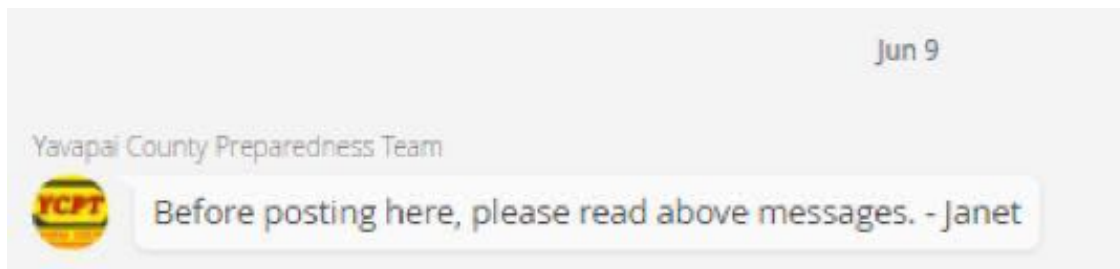 Jun 9
Yavapai County Preparedness Team
YCPT
Before posting here, please read above messages. - Janet